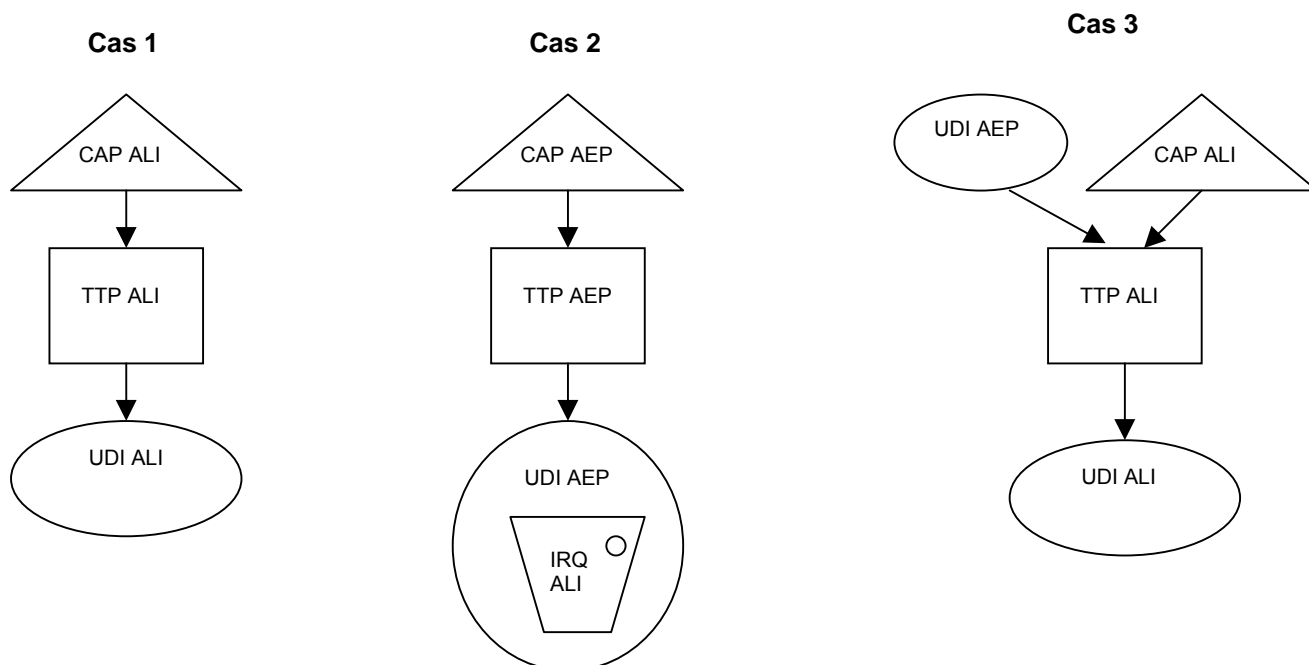 Cas 1
CAP ALI
TTP ALI
UDI ALI
Cas 2
CAP AEP
TTP AEP
UDI AEP
IRQ
ALI
Cas 3
UDI AEP
CAP ALI
TTP ALI
UDI ALI